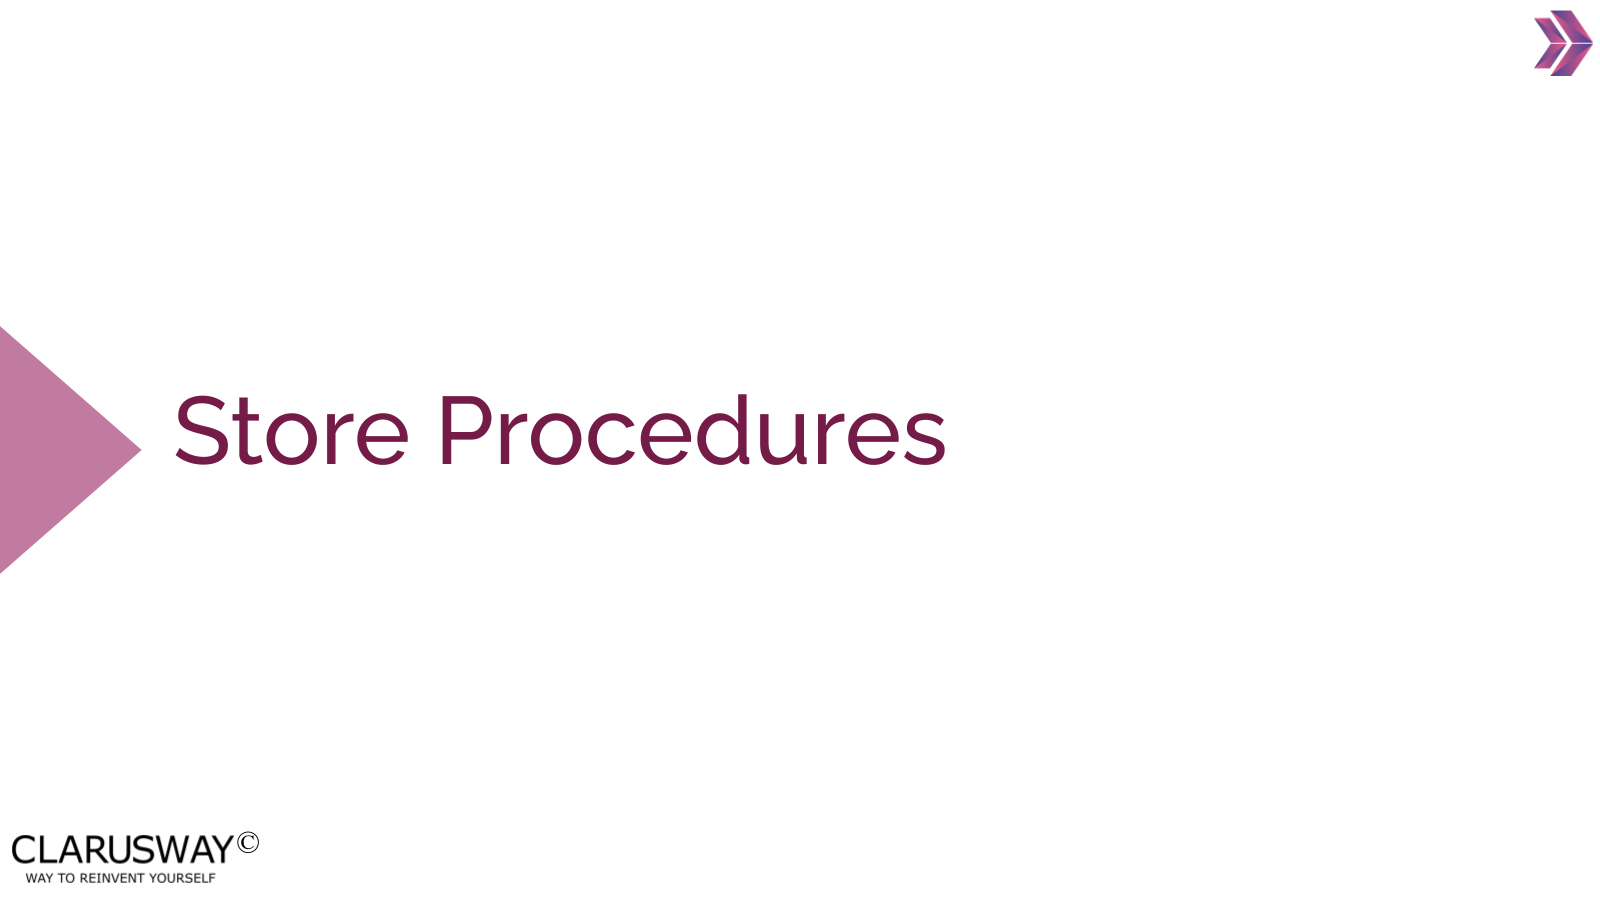 Store Procedures
CLARUSWAY©
WAY TO REINVENT YOURSELF